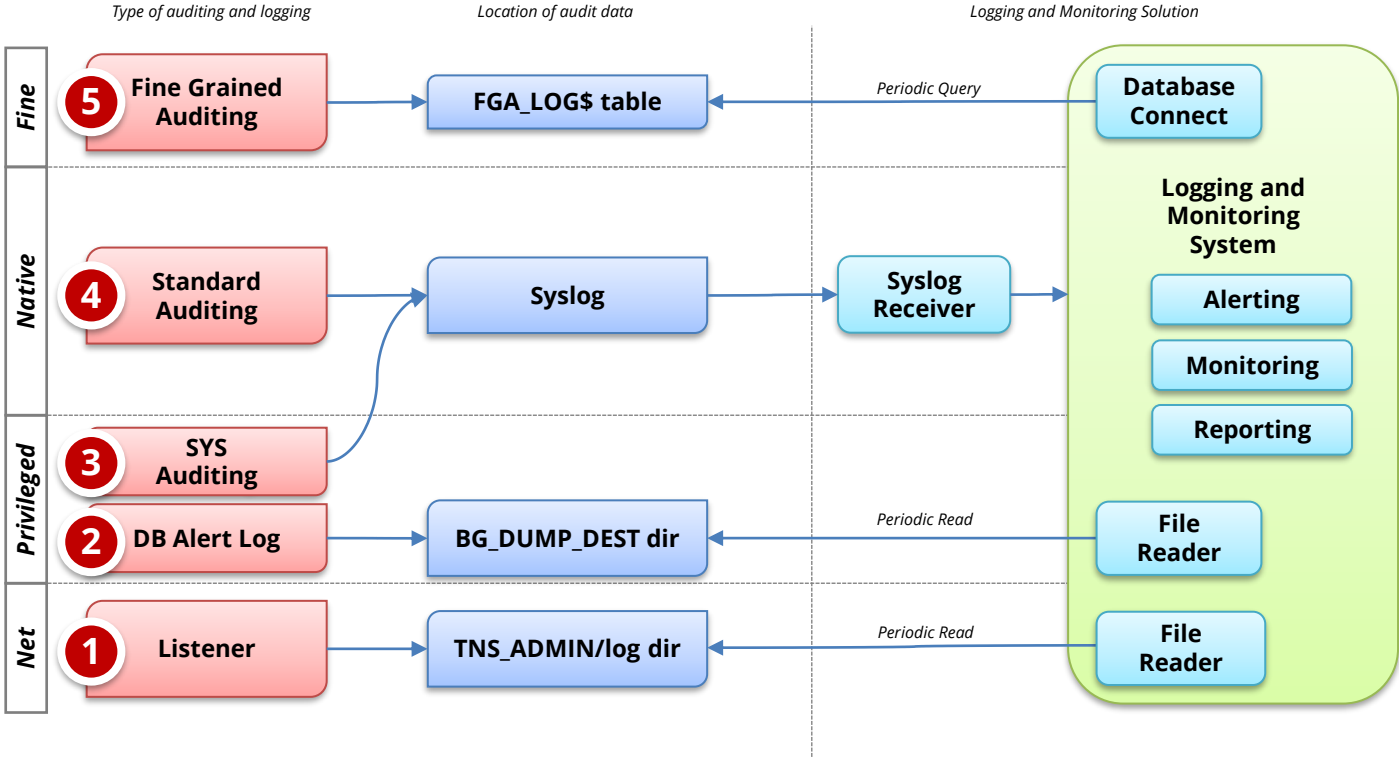 Type of auditing and logging
Location of audit data
Logging and Monitoring Solution
Fine
5
Fine Grained
Auditing
FGA_LOG$ table
Periodic Query
Database
Connect
Logging and
Monitoring
System
Native
4
Standard
Auditing
Syslog
Syslog
Receiver
Alerting
Monitoring
Reporting
Privileged
3
SYS
Auditing
2
DB Alert Log
BG_DUMP_DEST dir
Periodic Read
File
Reader
Net
1
Listener
TNS_ADMIN/log dir
Periodic Read
File
Reader